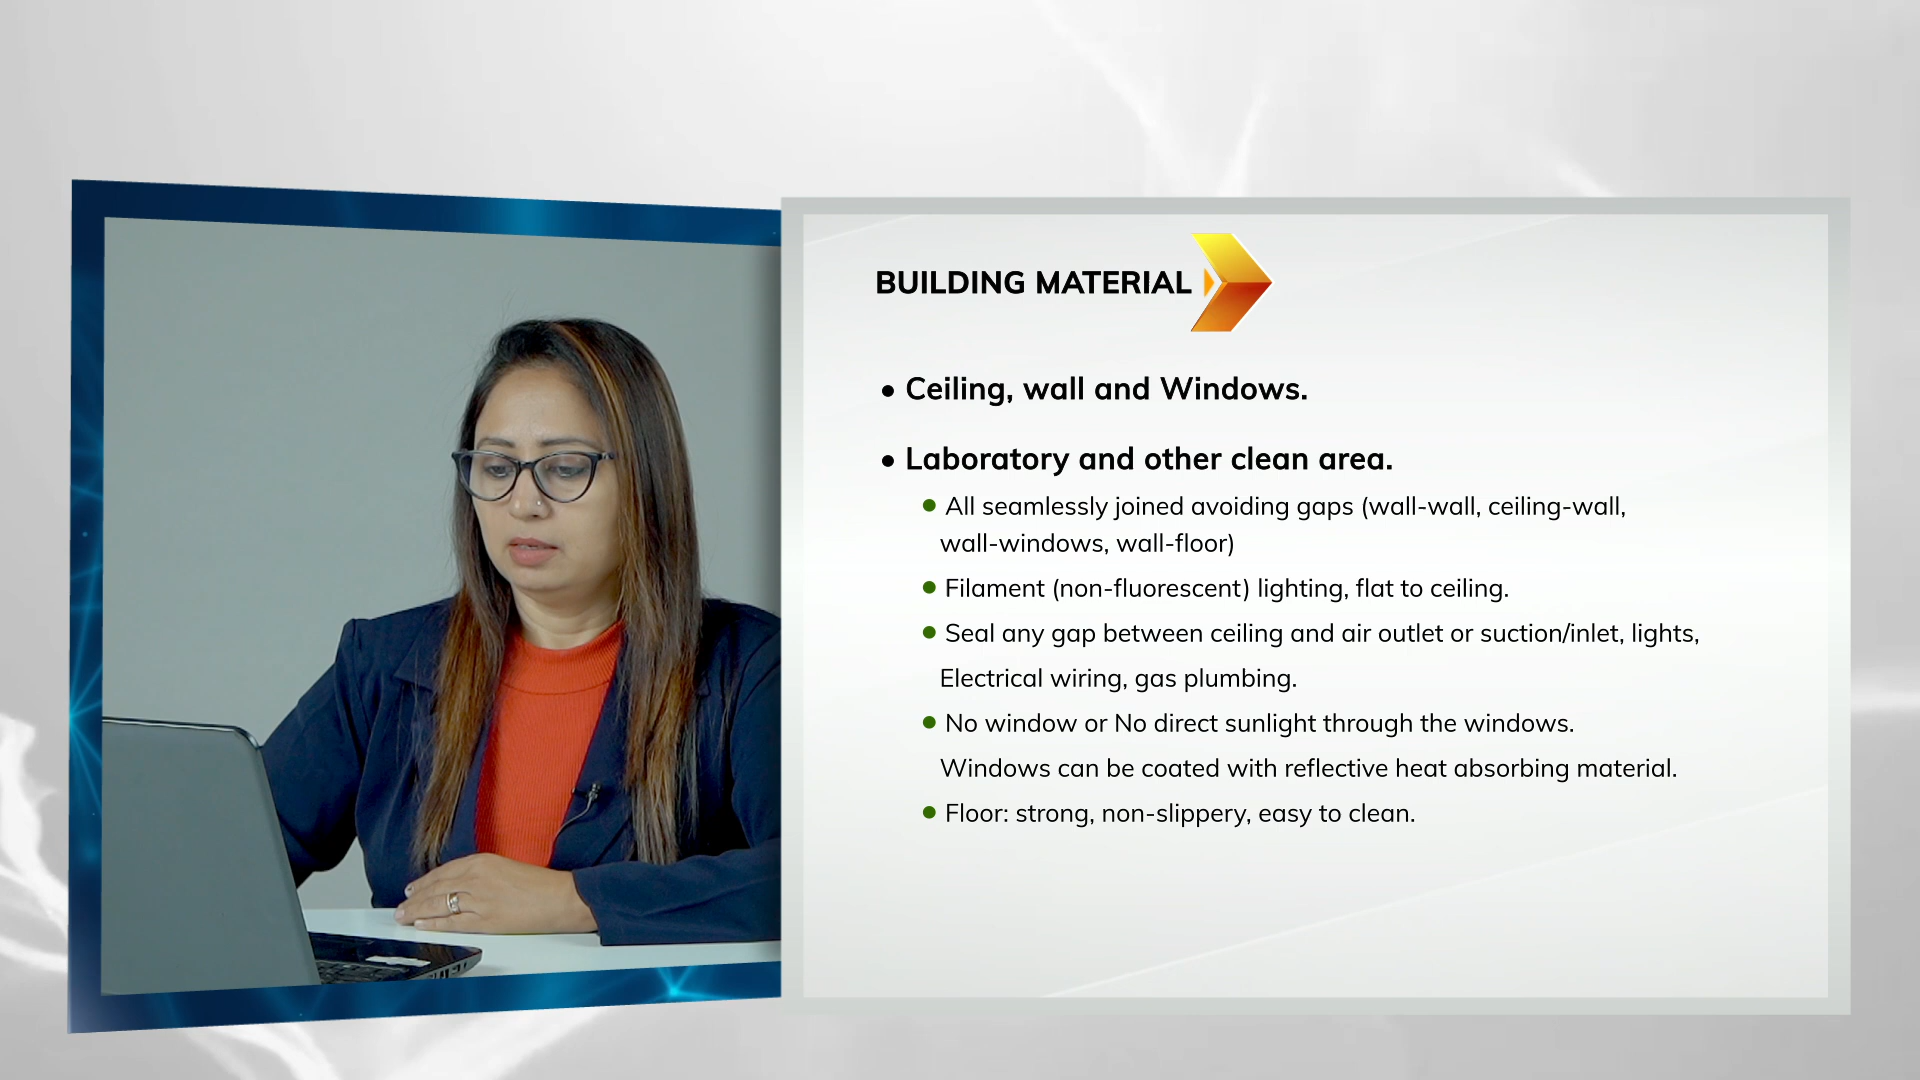 BUILDING MATERIAL
• Ceiling, wall and Windows.
• Laboratory and other clean area.
• All seamlessly joined avoiding gaps (wall-wall, ceiling-wall,
wall-windows, wall-floor)
• Filament (non-fluorescent) lighting, flat to ceiling.
• Seal any gap between ceiling and air outlet or suction/inlet, lights,
Electrical wiring, gas plumbing.
• No window or No direct sunlight through the windows.
Windows can be coated with reflective heat absorbing material.
• Floor: strong, non-slippery, easy to clean.